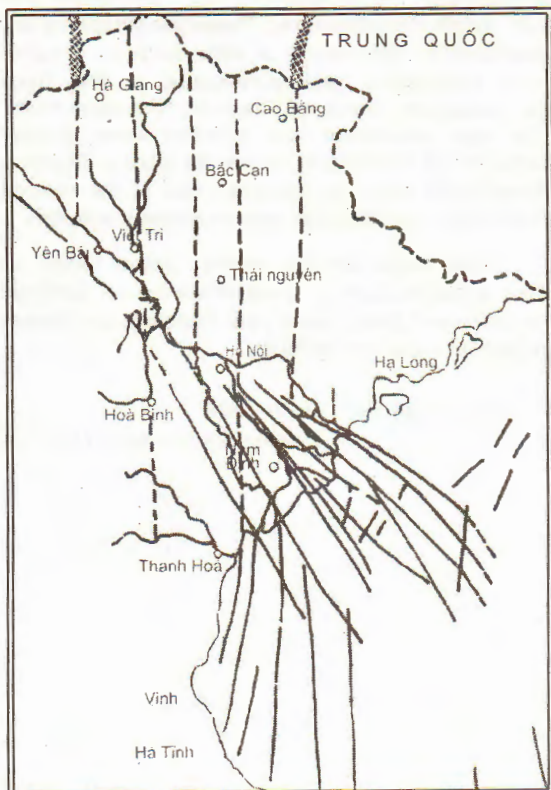 TRUNG QUỐC
Hà Giang
Cao Bằng
Bắc Cạn
Việt Trì
Yên Bái
Thái nguyên
Hà Nội
Hạ Long
Hoà Bình
Nam
Định
Thanh Hoá
Vinh
Hà Tĩnh